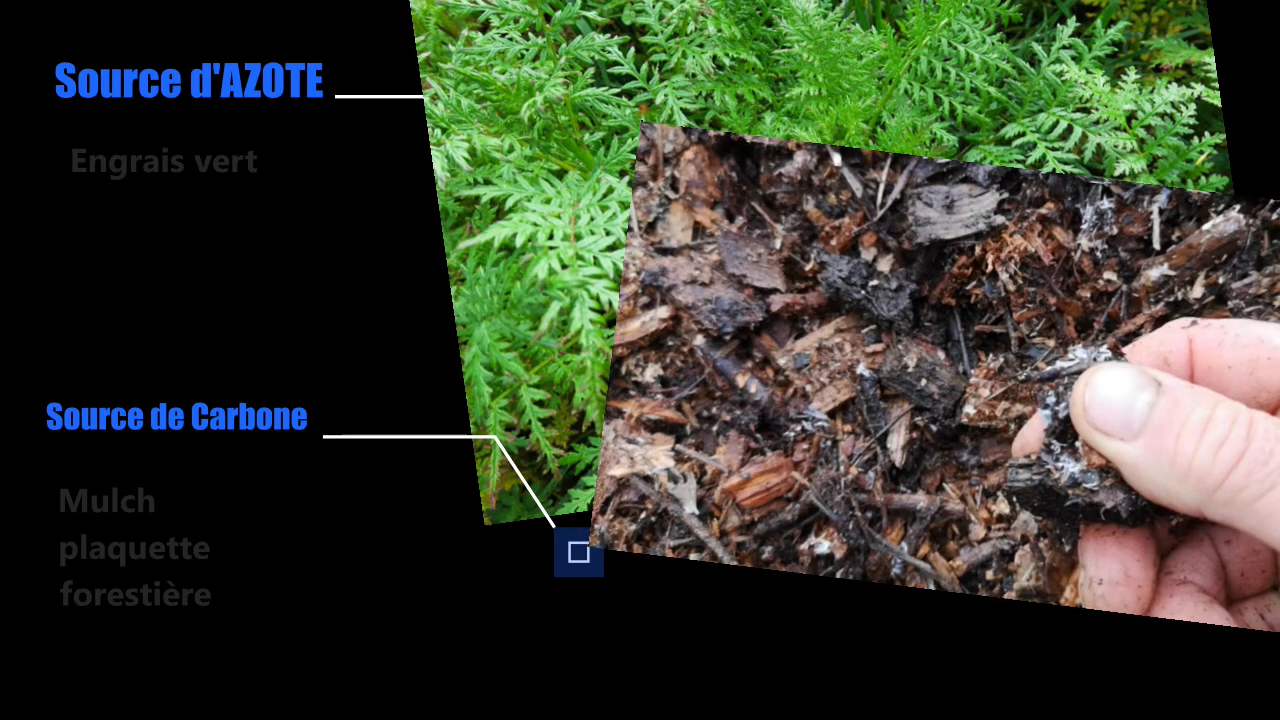 Source d'AZOTE
Engrais vert
Source de Carbone
Mulch
plaquette
forestière